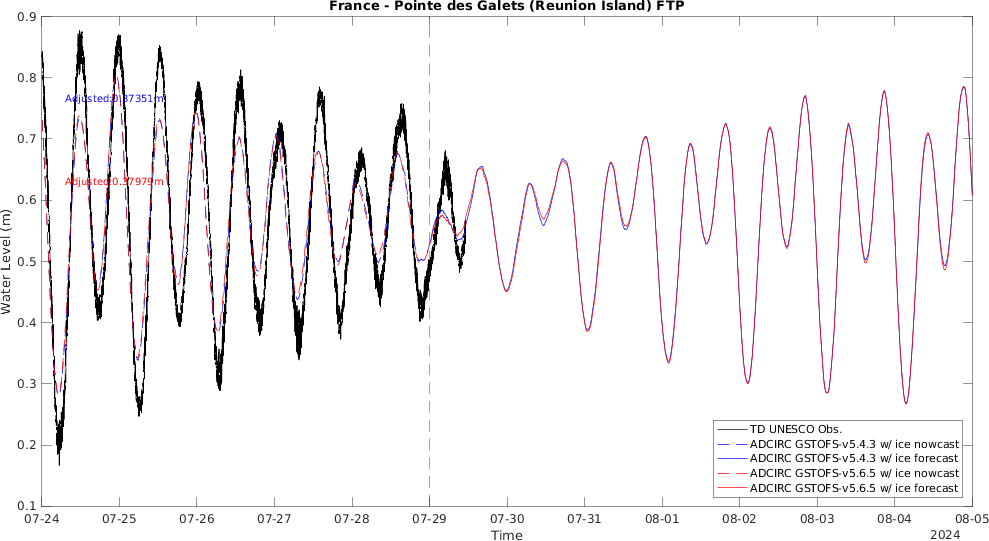 France - Pointe des Galets (Reunion Island) FTP
0.9
0.8
0.7
0.6
0.5
0.4
0.3
0.2
0.1
Water Level (m)
Adjusted:0.37351m
Adjusted:0.37979m
TD UNESCO Obs.
ADCIRC GSTOFS-v5.4.3 w/ ice nowcast
ADCIRC GSTOFS-v5.4.3 w/ ice forecast
ADCIRC GSTOFS-v5.6.5 w/ ice nowcast
ADCIRC GSTOFS-v5.6.5 w/ ice forecast
07-24 07-25 07-26 07-27 07-28 07-29 07-30 07-31 08-01 08-02 08-03 08-04 08-05
Time
2024